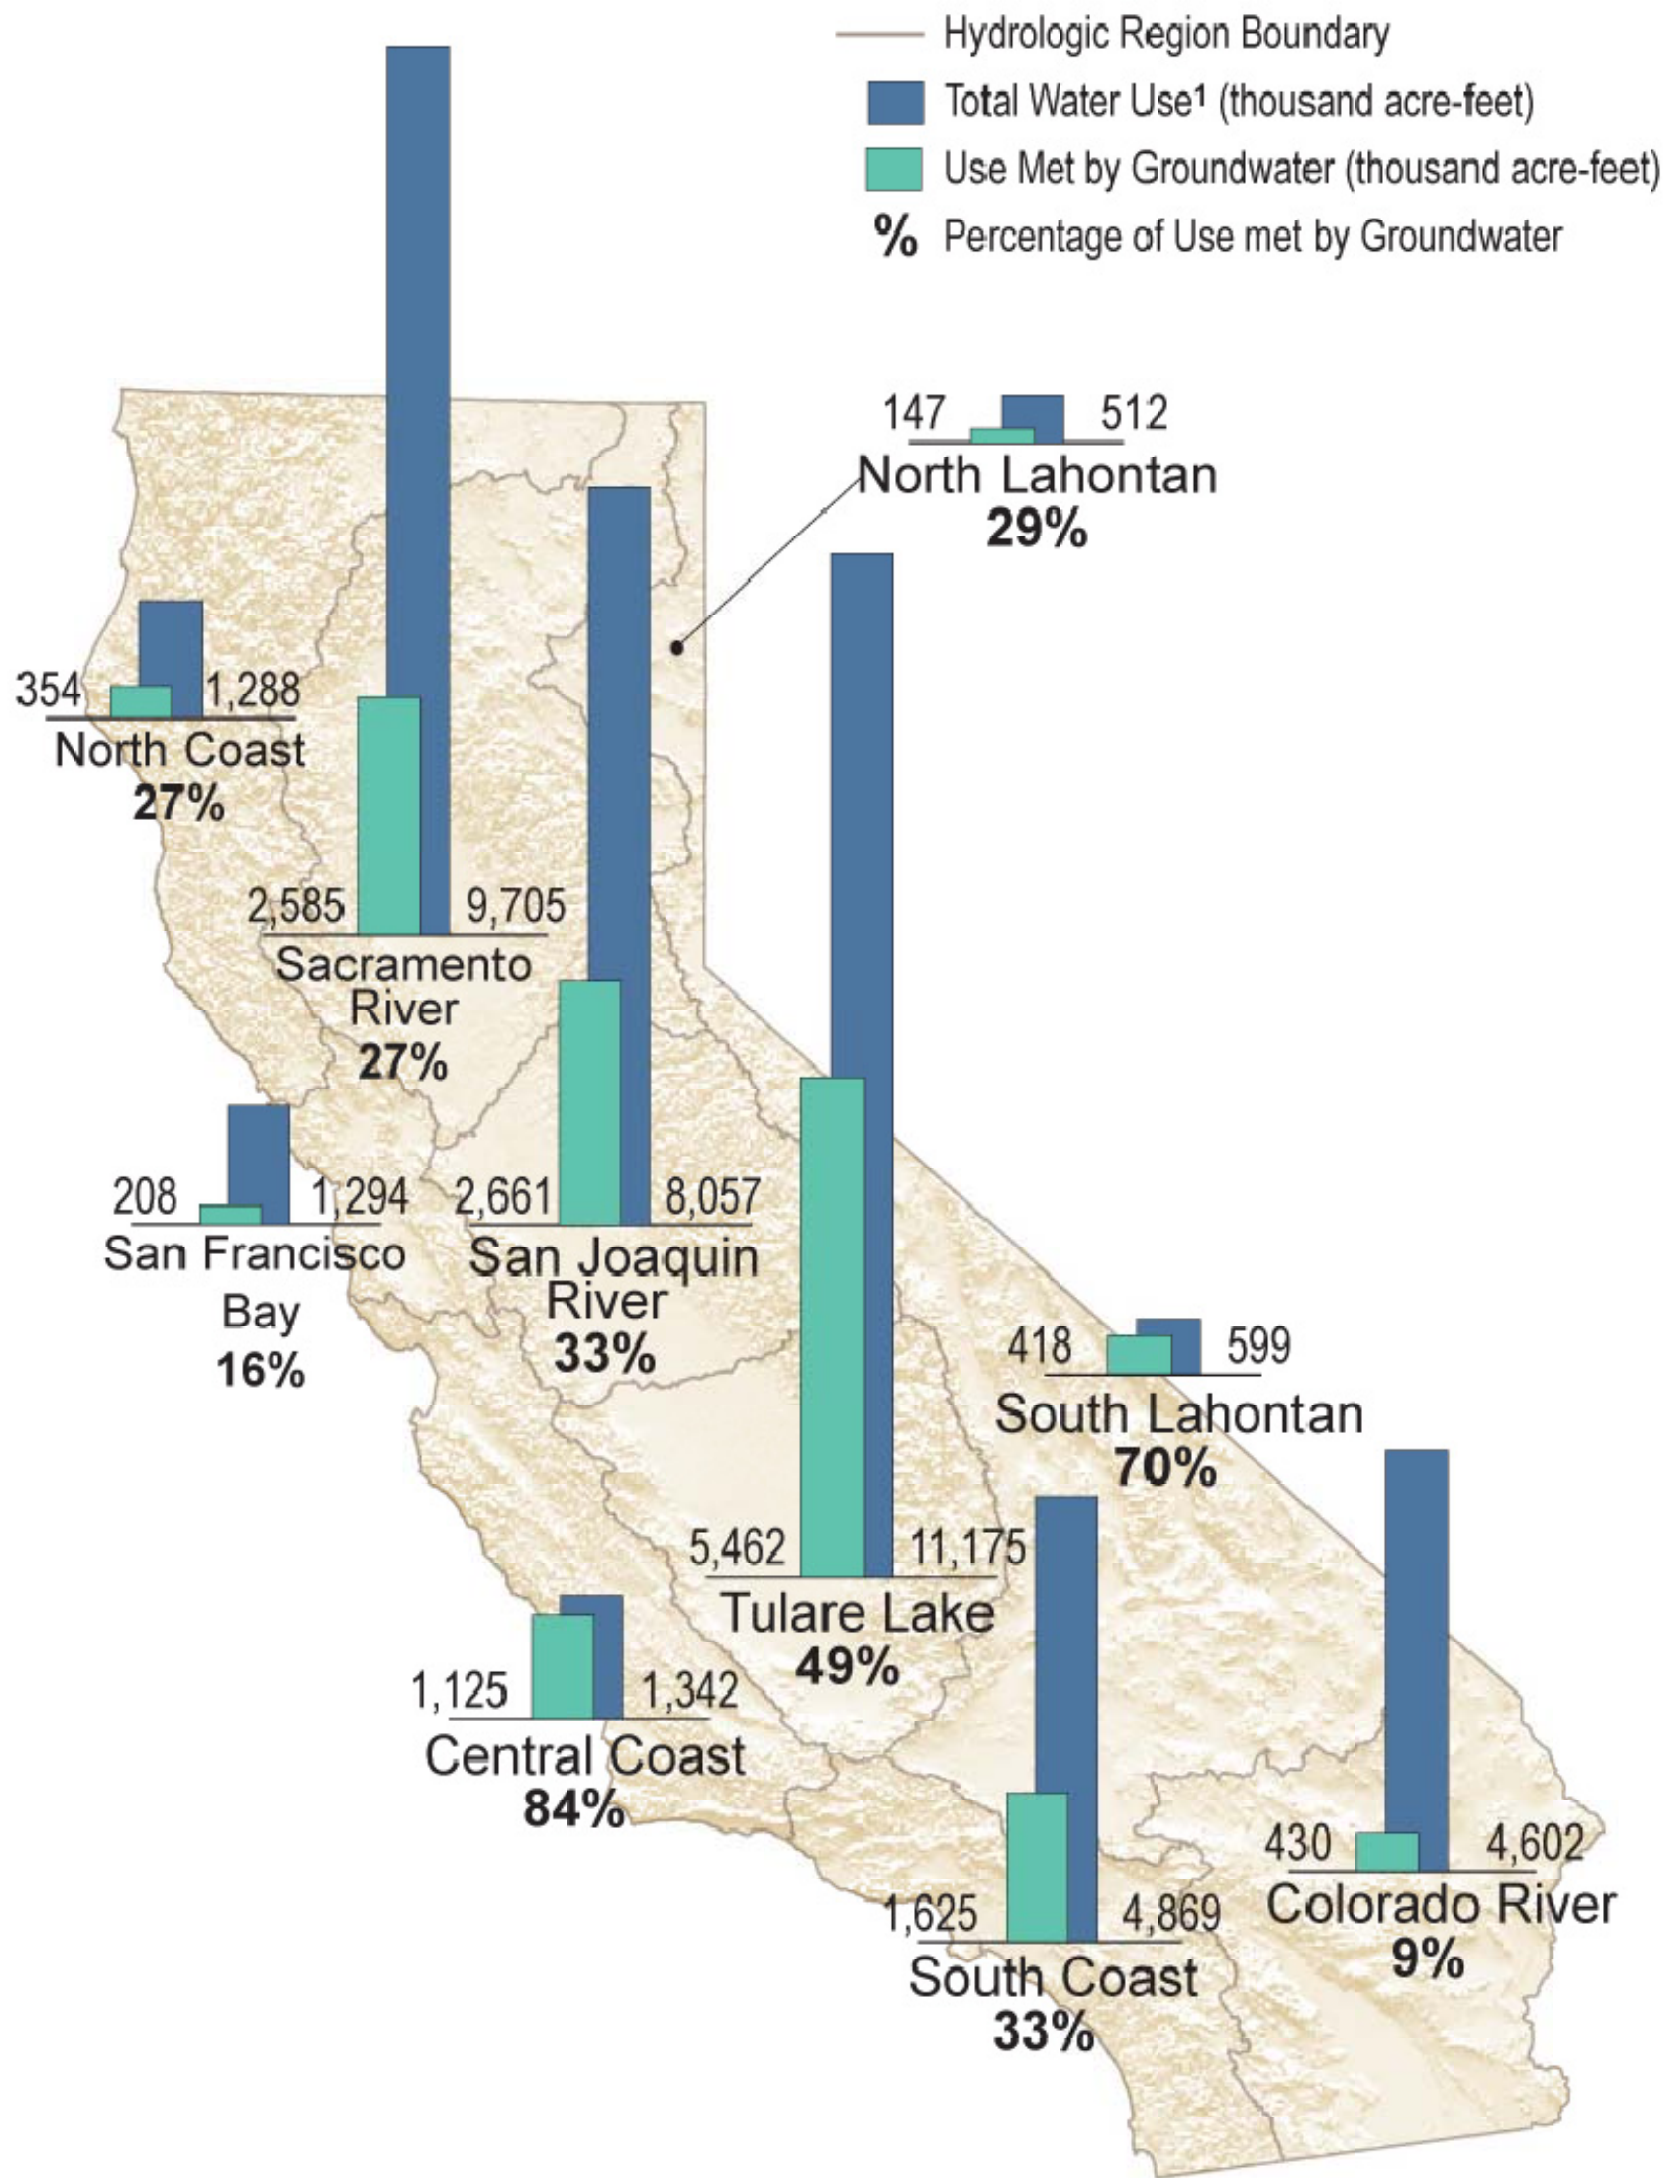 Hydrologic Region Boundary
Total Water Use¹ (thousand acre-feet)
Use Met by Groundwater (thousand acre-feet)
% Percentage of Use met by Groundwater
147 512
North Lahontan
29%
354 1,288
North Coast
27%
2,585 9,705
Sacramento
River
27%
208 1,294
San Francisco
Bay
16%
2,661 8,057
San Joaquin
River
33%
418 599
South Lahontan
70%
5,462 11,175
Tulare Lake
49%
1,125 1,342
Central Coast
84%
430 4,602
Colorado River
9%
1,625 4,869
South Coast
33%